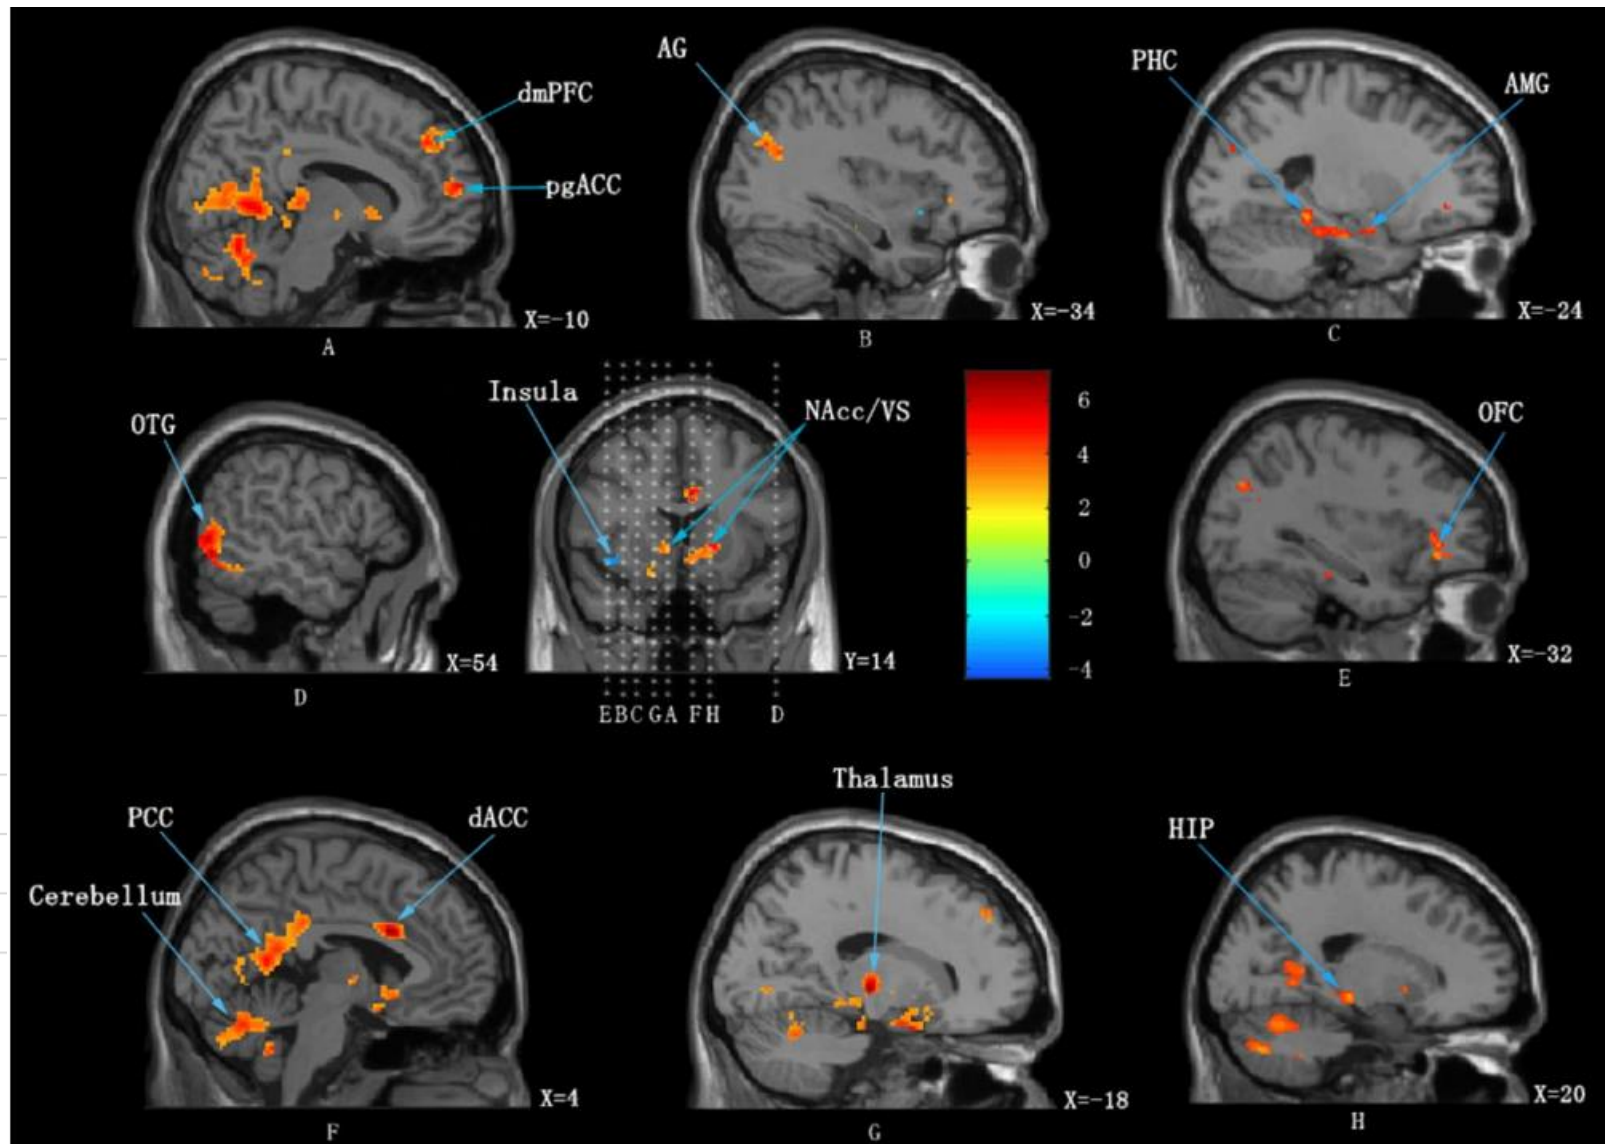 dmPFC
pgACC
X=-10
A
AG
X=-34
B
PHC
AMG
X=-24
C
OTG
X=54
D
Insula
NAcc/VS
Y=14
E B C G A F H D
6
4
2
0
-2
-4
OFC
X=-32
E
PCC
dACC
Cerebellum
X=4
F
Thalamus
X=-18
G
HIP
X=20
H